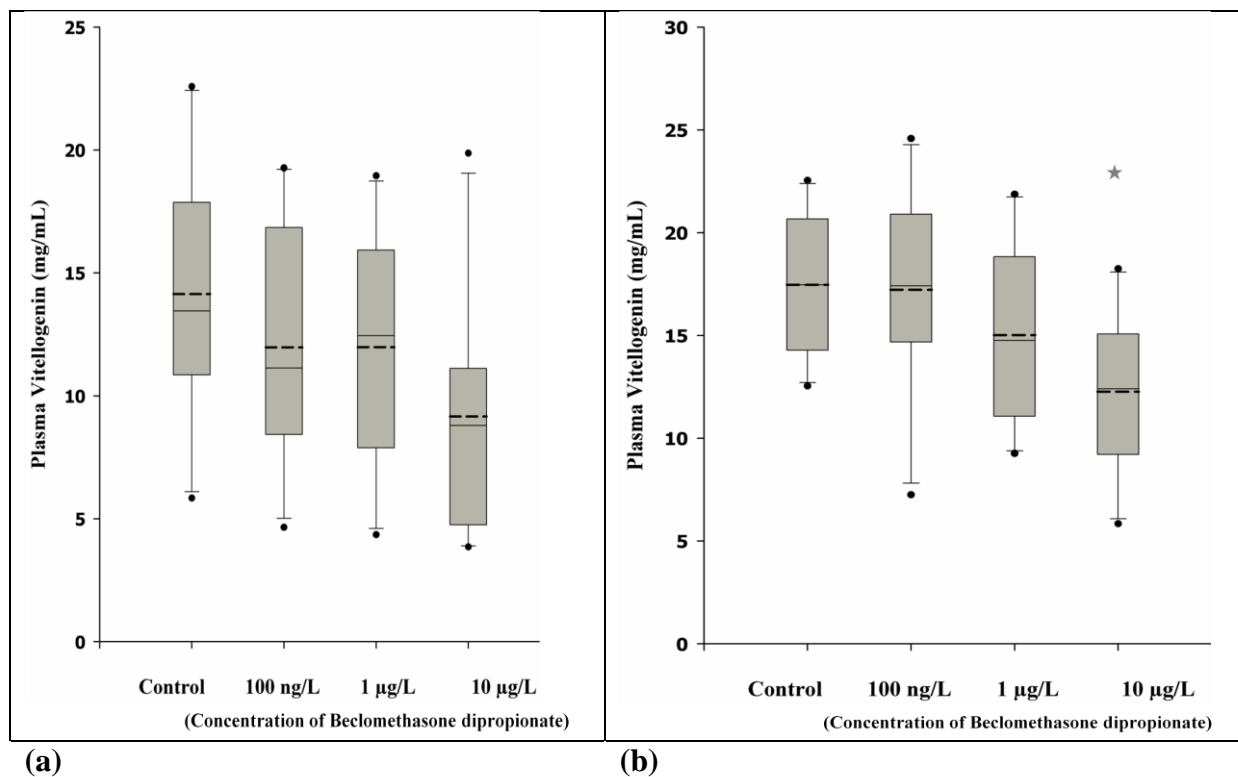 25
20
15
10
5
0
Plasma Vitellogenin (mg/mL)
Control 100 ng/L 1 µg/L 10 µg/L
(Concentration of Beclomethasone dipropionate)
(a)
30
25
20
15
10
5
0
Plasma Vitellogenin (mg/mL)
Control 100 ng/L 1 µg/L 10 µg/L
(Concentration of Beclomethasone dipropionate)
(b)